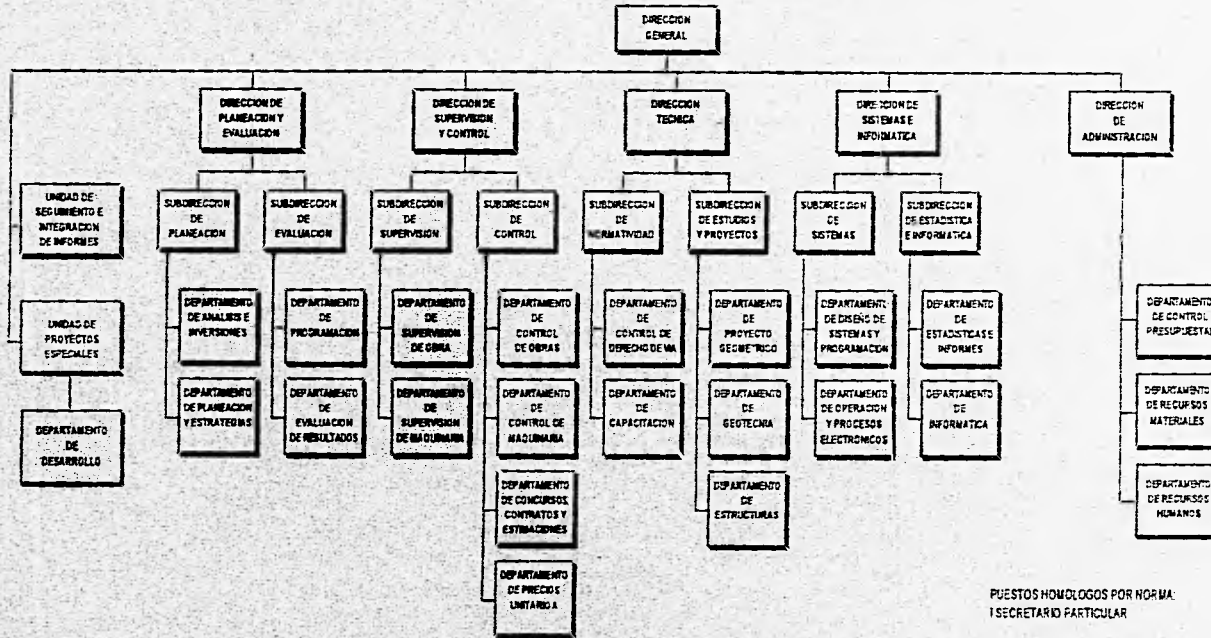 DIRECCION
GENERAL
DIRECCION DE
PLANEACION Y
EVALUACION
DIRECCION DE
SUPERVISION
Y CONTROL
DIRECCION
TECNICA
DIRECCION DE
SISTEMAS E
INFORMATICA
DIRECCION
DE
ADMINISTRACION
UNIDAD DE
SEGUIMIENTO E
INTEGRACION
DE INFORMES
SUBDIRECCION
DE
PLANEACION
SUBDIRECCION
DE
EVALUACION
SUBDIRECCION
DE
SUPERVISION
SUBDIRECCION
DE
CONTROL
SUBDIRECCION
DE
NORMATIVIDAD
SUBDIRECCION
DE ESTUDIOS
Y PROYECTOS
SUBDIRECCION
DE
SISTEMAS
SUBDIRECCION
DE ESTADISTICA
E INFORMATICA
UNIDAD DE
PROYECTOS
ESPECIALES
DEPARTAMENTO
DE ANALISIS E
INVERSIONES
DEPARTAMENTO
DE
PROGRAMACION
DEPARTAMENTO
DE
SUPERVISION
DE OBRA
DEPARTAMENTO
DE
CONTROL
DE OBRAS
DEPARTAMENTO
DE
CONTROL DE
DERECHO DE VIA
DEPARTAMENTO
DE
PROYECTO
GEOMETRICO
DEPARTAMENTO
DE DISEÑO DE
SISTEMAS Y
PROGRAMACION
DEPARTAMENTO
DE
ESTADISTICAS E
INFORMES
DEPARTAMENTO
DE CONTROL
PRESUPUESTAL
DEPARTAMENTO
DE
DESARROLLO
DEPARTAMENTO
DE PLANEACION
Y ESTRATEGIAS
DEPARTAMENTO
DE
EVALUACION
DE RESULTADOS
DEPARTAMENTO
DE
SUPERVISION
DE MAQUINARIA
DEPARTAMENTO
DE
CONTROL DE
MAQUINARIA
DEPARTAMENTO
DE
CAPACITACION
DEPARTAMENTO
DE
GEOTECNIA
DEPARTAMENTO
DE OPERACION
Y PROCESOS
ELECTRONICOS
DEPARTAMENTO
DE
INFORMATICA
DEPARTAMENTO
DE RECURSOS
MATERIALES
DEPARTAMENTO
DE CONCURSOS,
CONTRATOS Y
ESTIMACIONES
DEPARTAMENTO
DE
ESTRUCTURAS
DEPARTAMENTO
DE RECURSOS
HUMANOS
DEPARTAMENTO
DE PRECIOS
UNITARIOS
PUESTOS HOMOLOGOS POR NORMA:
1 SECRETARIO PARTICULAR